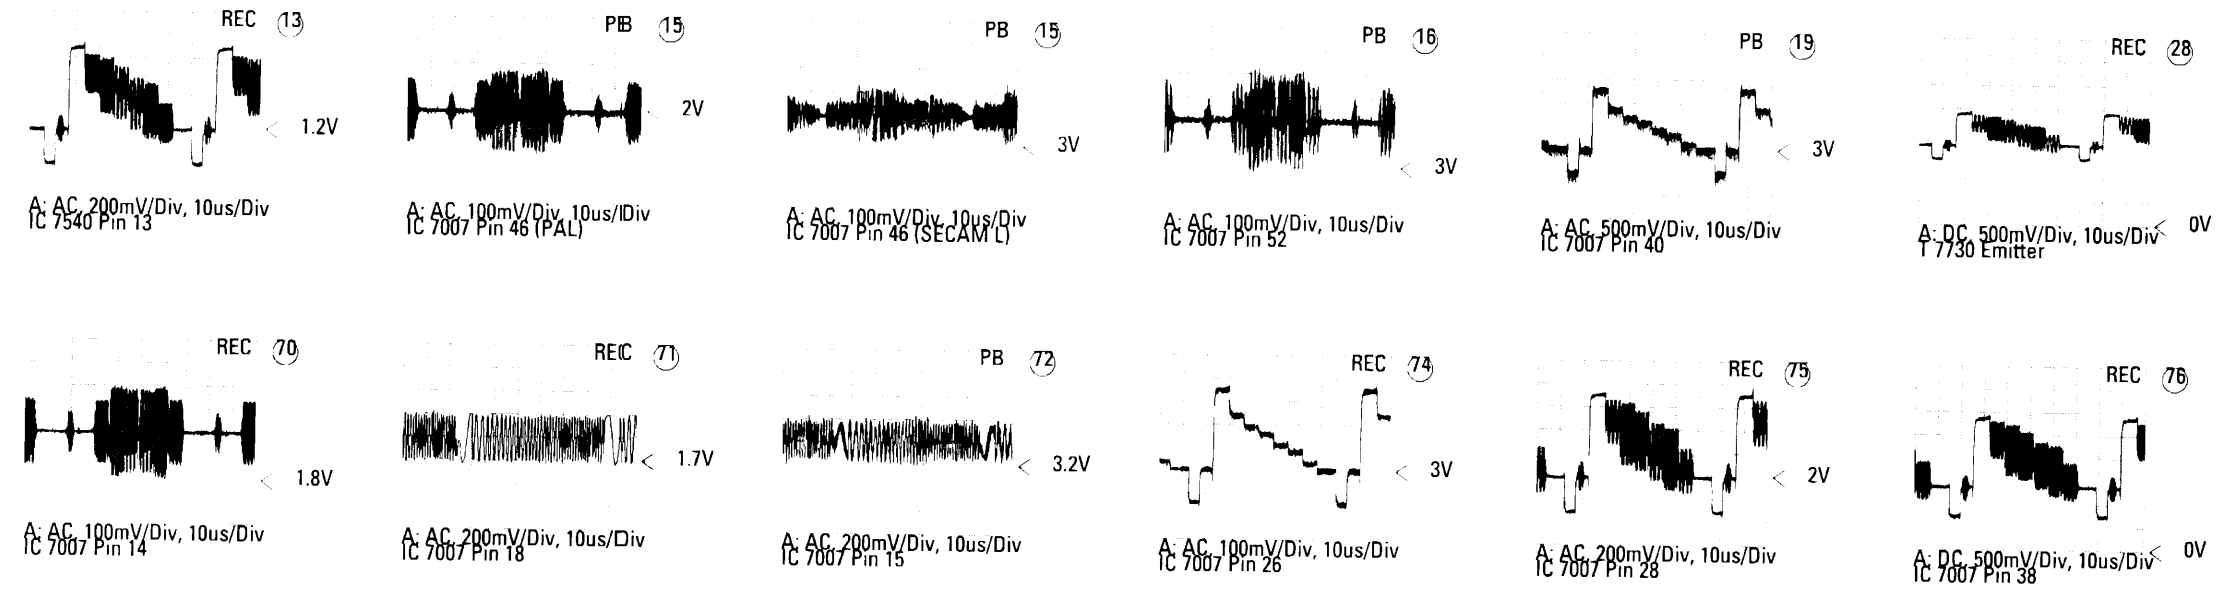 REC 13
1.2V
A: AC, 200mV/Div, 10us/Div
IC 7540 Pin 13
PB 15
2V
A: AC, 100mV/Div, 10us/Div
IC 7007 Pin 46 (PAL)
PB 15
3V
A: AC, 100mV/Div, 10us/Div
IC 7007 Pin 46 (SECAM L)
PB 16
3V
A: AC, 100mV/Div, 10us/Div
IC 7007 Pin 52
PB 19
3V
A: AC, 500mV/Div, 10us/Div
IC 7007 Pin 40
REC 28
0V
A: DC, 500mV/Div, 10us/Div
T 7730 Emitter
REC 70
1.8V
A: AC, 100mV/Div, 10us/Div
IC 7007 Pin 14
REC 71
1.7V
A: AC, 200mV/Div, 10us/Div
IC 7007 Pin 18
PB 72
3.2V
A: AC, 200mV/Div, 10us/Div
IC 7007 Pin 15
REC 74
3V
A: AC, 100mV/Div, 10us/Div
IC 7007 Pin 26
REC 75
2V
A: AC, 200mV/Div, 10us/Div
IC 7007 Pin 28
REC 76
0V
A: DC, 500mV/Div, 10us/Div
IC 7007 Pin 38